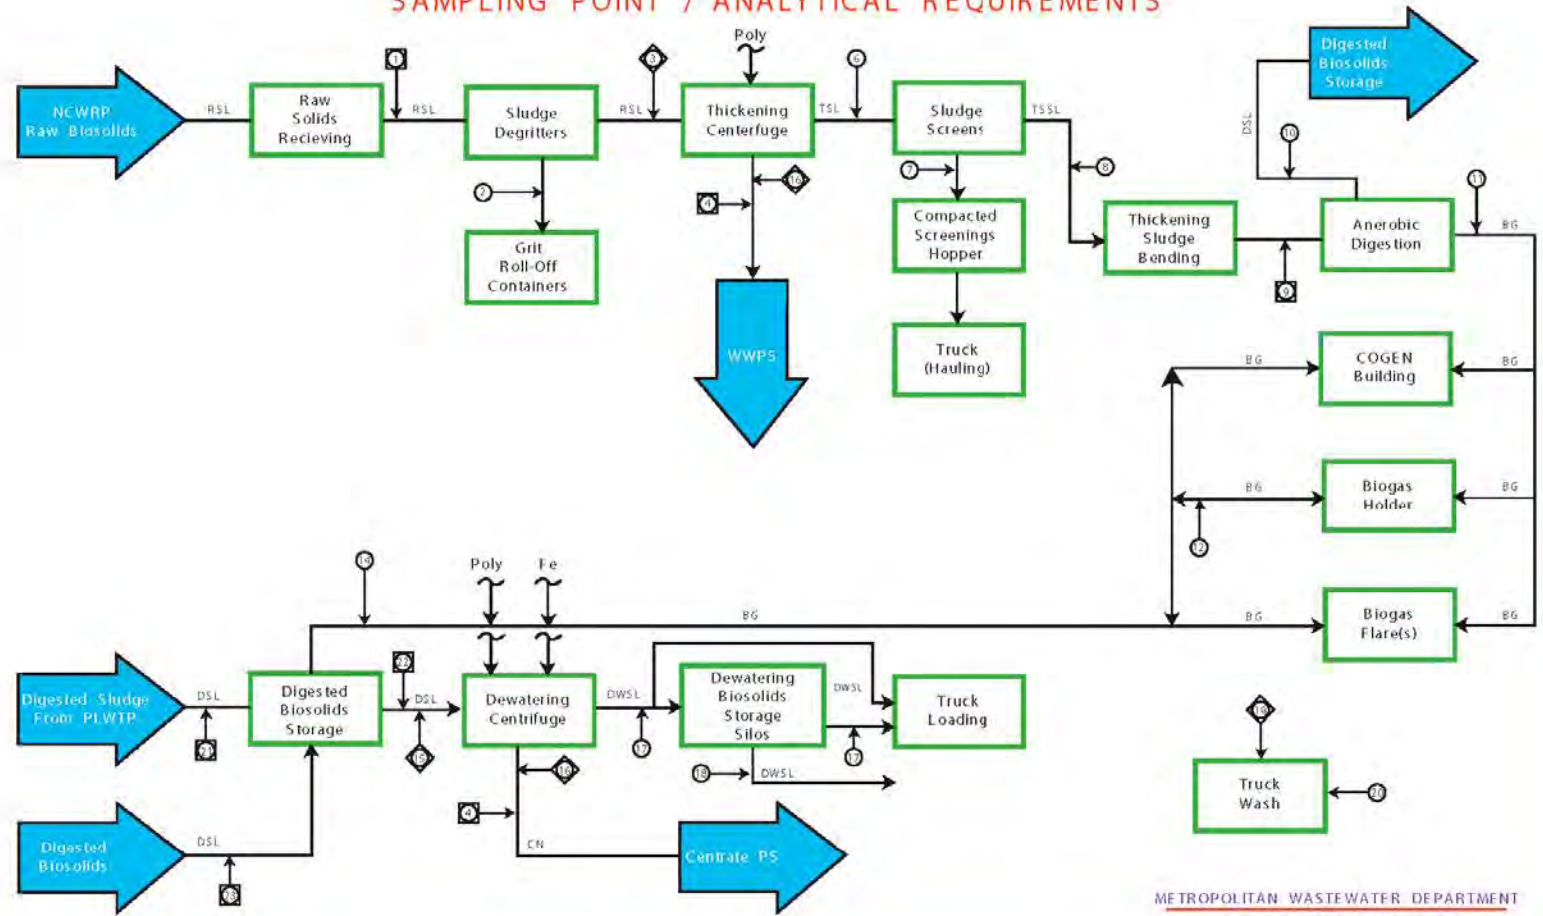 SAMPLING POINT / ANALYTICAL REQUIREMENTS
NCWRP
Raw Biosolids
RSL
Raw
Solids
Recieving
1
RSL
Sludge
Degritters
2
Grit
Roll-Off
Containers
RSL
3
Poly
Thickening
Centerfuge
16
4
WWPS
TSL
6
Sludge
Screens
7
Compacted
Screenings
Hopper
Truck
(Hauling)
TSSL
8
Thickening
Sludge
Bending
9
Digested
Biosolids
Storage
DSL
10
Anerobic
Digestion
11
BG
BG
COGEN
Building
BG
BG
Biogas
Holder
BG
12
BG
Biogas
Flare(s)
BG
14
Poly
Fe
BG
Digested Sludge
From PLWTP
DSL
21
Digested
Biosolids
Storage
22
DSL
15
Dewatering
Centrifuge
16
4
CN
Centrate PS
DWSL
17
Dewatering
Biosolids
Storage
Silos
DWSL
17
18
DWSL
Truck
Loading
Digested
Biosolids
DSL
23
19
Truck
Wash
20
METROPOLITAN WASTEWATER DEPARTMENT